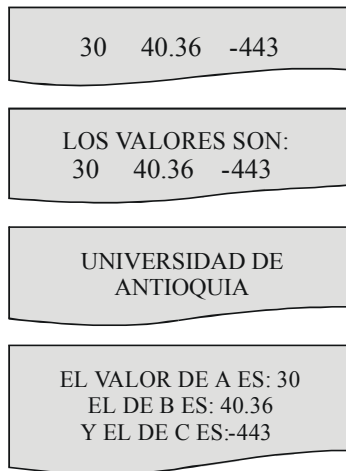 30 40.36 -443
LOS VALORES SON:
30 40.36 -443
UNIVERSIDAD DE
ANTIOQUIA
EL VALOR DE A ES: 30
EL DE B ES: 40.36
Y EL DE C ES:-443